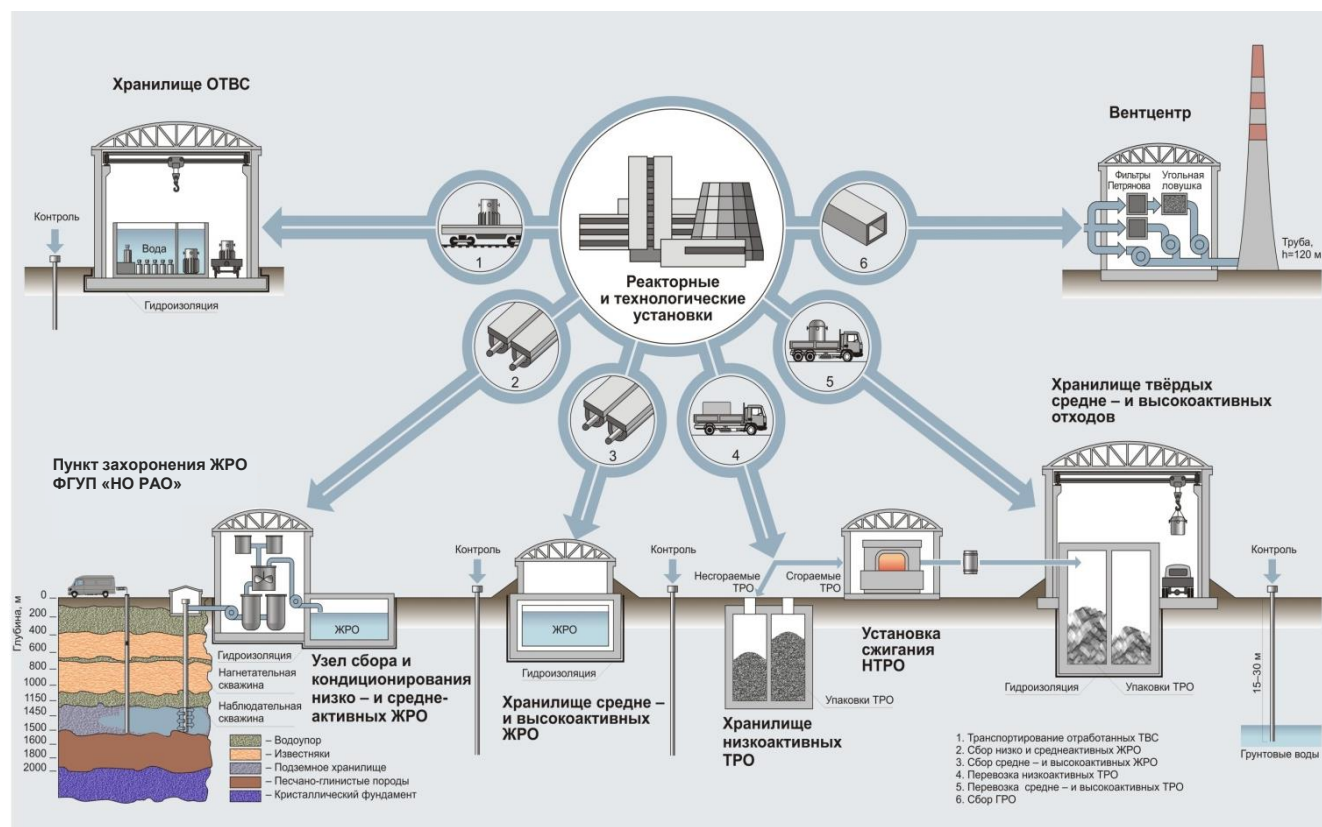 Хранилище ОТВС
Контроль
Вода
Гидроизоляция
1
Реакторные
и технологические
установки
6
Вентцентр
Фильтры
Петрянова
Угольная
ловушка
Труба,
h=120 м
2
3
4
5
Хранилище твёрдых
средне – и высокоактивных
отходов
Пункт захоронения ЖРО
ФГУП «НО РАО»
Глубина, м
0
200
400
600
800
1000
1150
1450
1500
1600
1800
2000
ЖРО
Гидроизоляция
Нагнетательная
скважина
Наблюдательная
скважина
– Водоупор
– Известняки
– Подземное хранилище
– Песчано-глинистые породы
– Кристаллический фундамент
Узел сбора и
кондиционирования
низко – и средне-
активных ЖРО
Контроль
ЖРО
Гидроизоляция
Хранилище средне –
и высокоактивных
ЖРО
Контроль
Несгораемые
ТРО
Сгораемые
ТРО
Упаковки ТРО
Хранилище
низкоактивных
ТРО
Установка
сжигания
НТРО
Гидроизоляция
Упаковки ТРО
Контроль
15–30 м
Грунтовые воды
1. Транспортирование отработанных ТВС
2. Сбор низко и среднеактивных ЖРО
3. Сбор средне – и высокоактивных ЖРО
4. Перевозка низкоактивных ТРО
5. Перевозка средне – и высокоактивных ТРО
6. Сбор ГРО